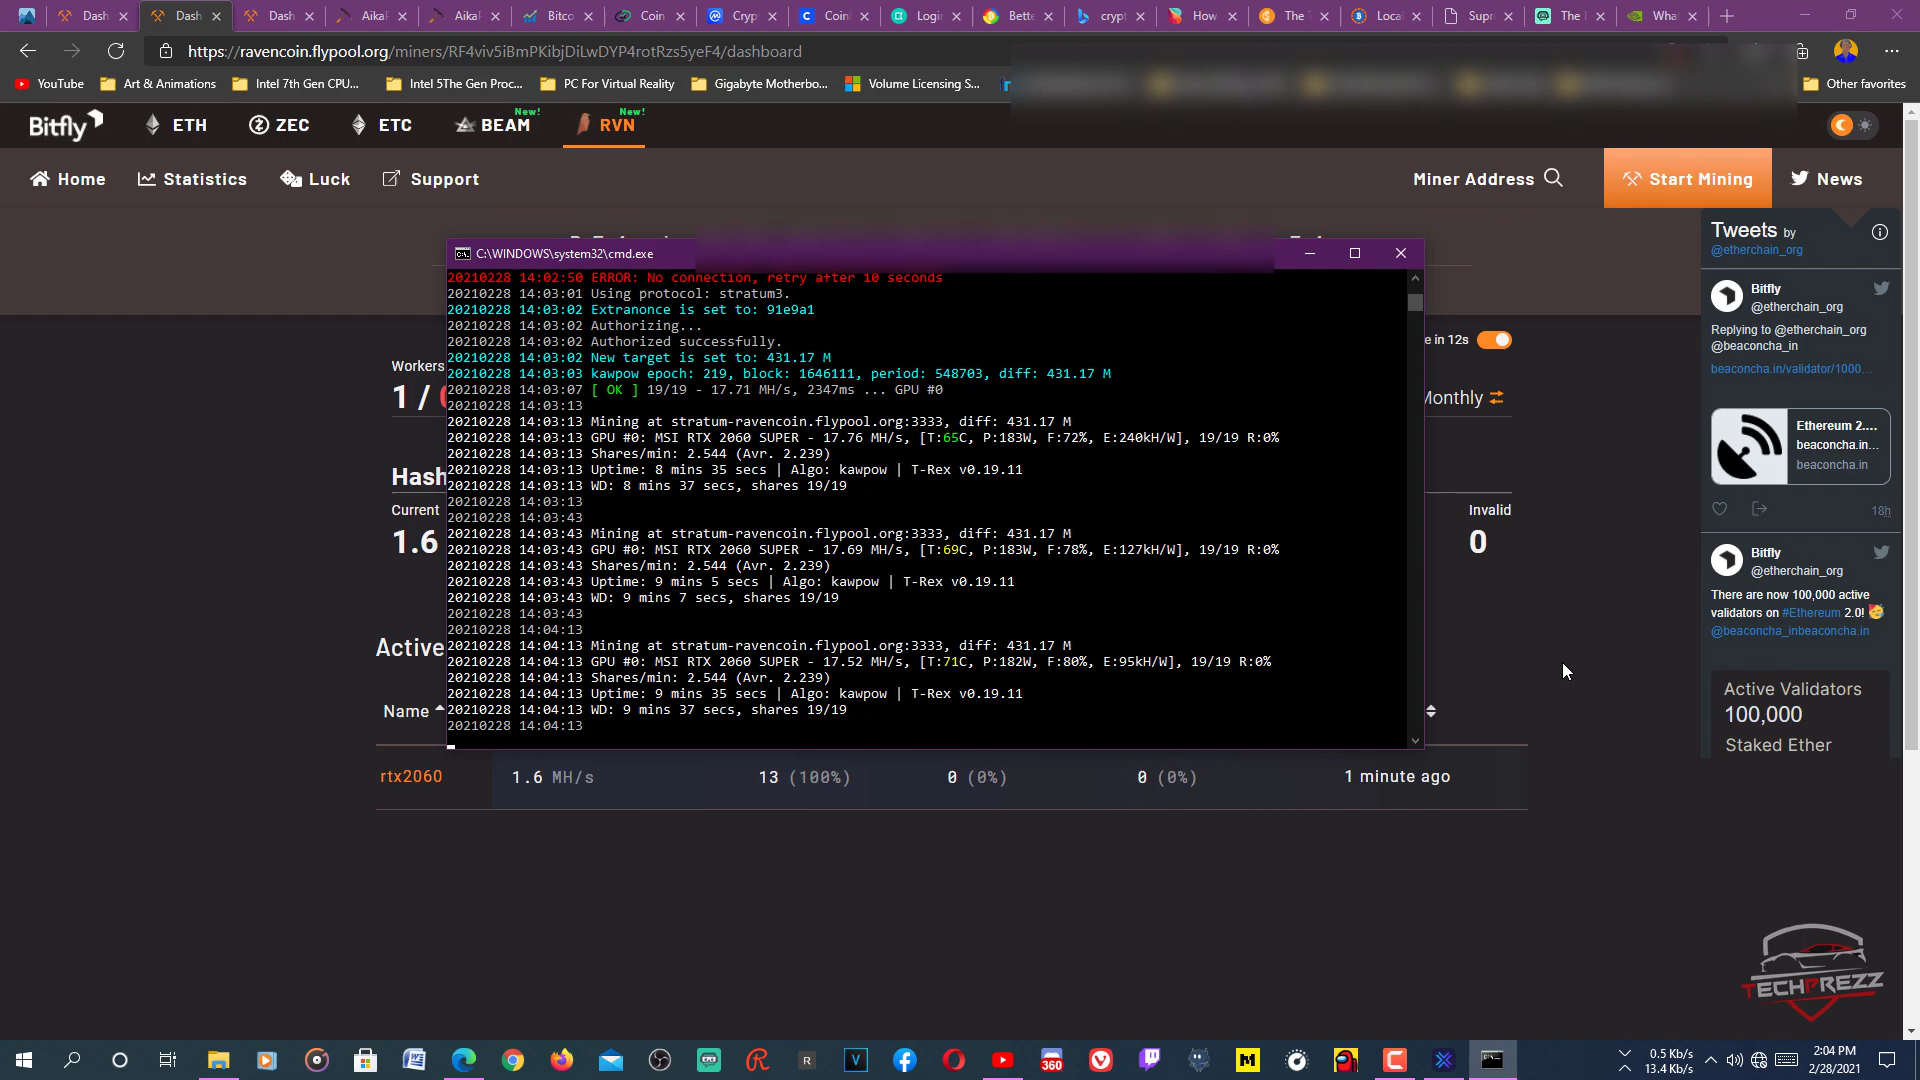 Dash
Dash
Dash
AikaP
AikaP
Bitco
Coin
Crypt
Coin
Login
Bette
crypt
How
The
Local
Supr
The
What
https://ravencoin.flypool.org/miners/RF4viv5iBmPKibjDiLwDYP4rotRzs5yeF4/dashboard
YouTube
Art & Animations
Intel 7th Gen CPU...
Intel 5The Gen Proc...
PC For Virtual Reality
Gigabyte Motherbo...
Volume Licensing S...
Other favorites
Bitfly
ETH
ZEC
ETC
BEAM
New!
RVN
New!
Home
Statistics
Luck
Support
Miner Address
Start Mining
News
C:\WINDOWS\system32\cmd.exe
20210228 14:02:50 ERROR: No connection, retry after 10 seconds
20210228 14:03:01 Using protocol: stratum3.
20210228 14:03:02 Extranonce is set to: 91e9a1
20210228 14:03:02 Authorizing...
20210228 14:03:02 Authorized successfully.
20210228 14:03:02 New target is set to: 431.17 M
20210228 14:03:03 kawpow epoch: 219, block: 1646111, period: 548703, diff: 431.17 M
20210228 14:03:07 [ OK ] 19/19 - 17.71 MH/s, 2347ms ... GPU #0
20210228 14:03:13
20210228 14:03:13 Mining at stratum-ravencoin.flypool.org:3333, diff: 431.17 M
20210228 14:03:13 GPU #0: MSI RTX 2060 SUPER - 17.76 MH/s, [T:65C, P:183W, F:72%, E:240kH/W], 19/19 R:0%
20210228 14:03:13 Shares/min: 2.544 (Avr. 2.239)
20210228 14:03:13 Uptime: 8 mins 35 secs | Algo: kawpow | T-Rex v0.19.11
20210228 14:03:13 WD: 8 mins 37 secs, shares 19/19
20210228 14:03:13
20210228 14:03:43
20210228 14:03:43 Mining at stratum-ravencoin.flypool.org:3333, diff: 431.17 M
20210228 14:03:43 GPU #0: MSI RTX 2060 SUPER - 17.69 MH/s, [T:69C, P:183W, F:78%, E:127kH/W], 19/19 R:0%
20210228 14:03:43 Shares/min: 2.544 (Avr. 2.239)
20210228 14:03:43 Uptime: 9 mins 5 secs | Algo: kawpow | T-Rex v0.19.11
20210228 14:03:43 WD: 9 mins 7 secs, shares 19/19
20210228 14:03:43
20210228 14:04:13
20210228 14:04:13 Mining at stratum-ravencoin.flypool.org:3333, diff: 431.17 M
20210228 14:04:13 GPU #0: MSI RTX 2060 SUPER - 17.52 MH/s, [T:71C, P:182W, F:80%, E:95kH/W], 19/19 R:0%
20210228 14:04:13 Shares/min: 2.544 (Avr. 2.239)
20210228 14:04:13 Uptime: 9 mins 35 secs | Algo: kawpow | T-Rex v0.19.11
20210228 14:04:13 WD: 9 mins 37 secs, shares 19/19
20210228 14:04:13
Workers
1 /
Hash
Current
1.6
Active
Name
e in 12s
Monthly
Invalid
0
rtx2060 1.6 MH/s 13 (100%) 0 (0%) 0 (0%) 1 minute ago
Tweets by
@etherchain_org
Bitfly
@etherchain_org
Replying to @etherchain_org
@beaconcha_in
beaconcha.in/validator/1000...
Ethereum 2....
beaconcha.in...
beaconcha.in
18h
Bitfly
@etherchain_org
There are now 100,000 active
validators on #Ethereum 2.0!
@beaconcha_inbeaconcha.in
Active Validators
100,000
Staked Ether
TECHPREZZ
360
0.5 Kb/s
13.4 Kb/s
2:04 PM
2/28/2021